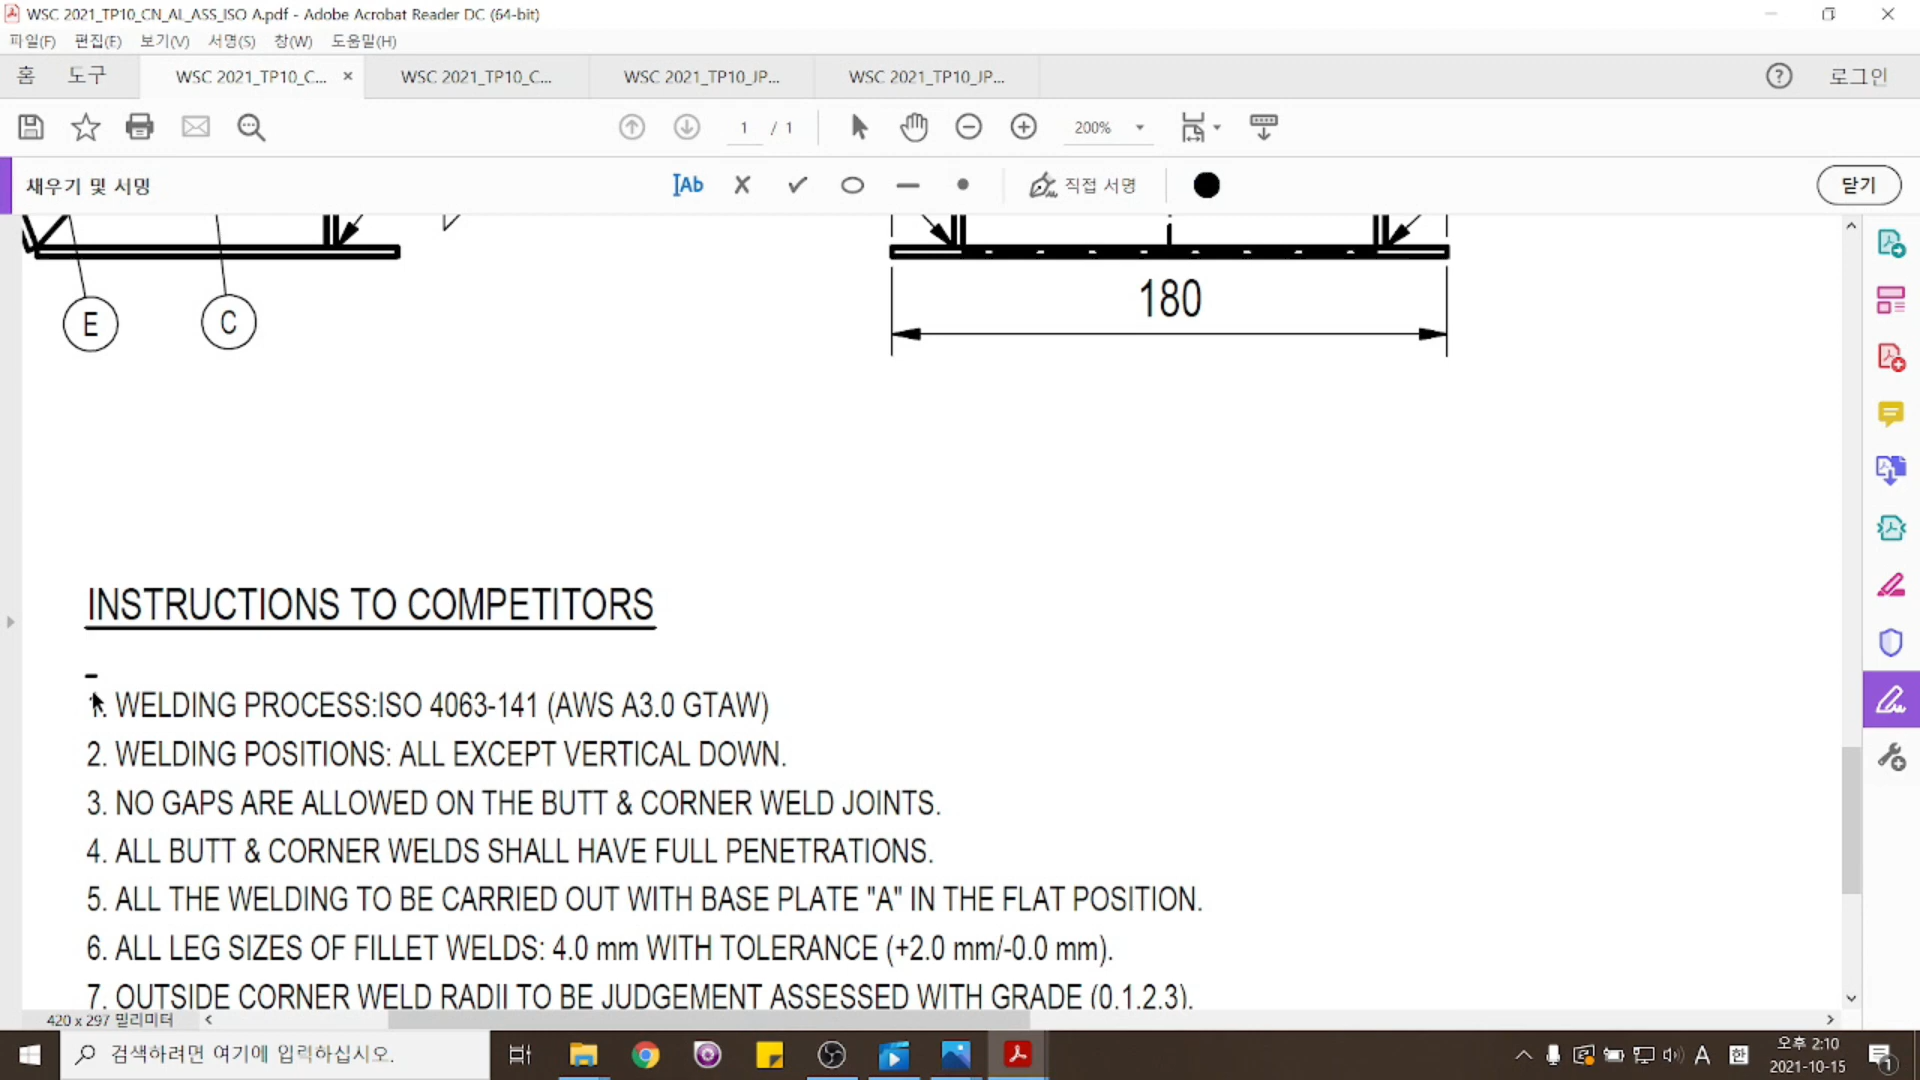 WSC 2021_TP10_CN_AL_ASS_ISO A.pdf - Adobe Acrobat Reader DC (64-bit)
파일(F) 편집(E) 보기(V) 서명(S) 창(W) 도움말(H)
홈 도구 WSC 2021_TP10_C... WSC 2021_TP10_C... WSC 2021_TP10_JP... WSC 2021_TP10_JP... 로그인
1 / 1 200%
채우기 및 서명 Ab 직접 서명 닫기
180
E C
INSTRUCTIONS TO COMPETITORS
WELDING PROCESS:ISO 4063-141 (AWS A3.0 GTAW)
2. WELDING POSITIONS: ALL EXCEPT VERTICAL DOWN.
3. NO GAPS ARE ALLOWED ON THE BUTT & CORNER WELD JOINTS.
4. ALL BUTT & CORNER WELDS SHALL HAVE FULL PENETRATIONS.
5. ALL THE WELDING TO BE CARRIED OUT WITH BASE PLATE "A" IN THE FLAT POSITION.
6. ALL LEG SIZES OF FILLET WELDS: 4.0 mm WITH TOLERANCE (+2.0 mm/-0.0 mm).
7. OUTSIDE CORNER WELD RADII TO BE JUDGEMENT ASSESSED WITH GRADE (0.1.2.3).
420 x 297 밀리미터
검색하려면 여기에 입력하십시오.
A 한 오후 2:10
2021-10-15
1